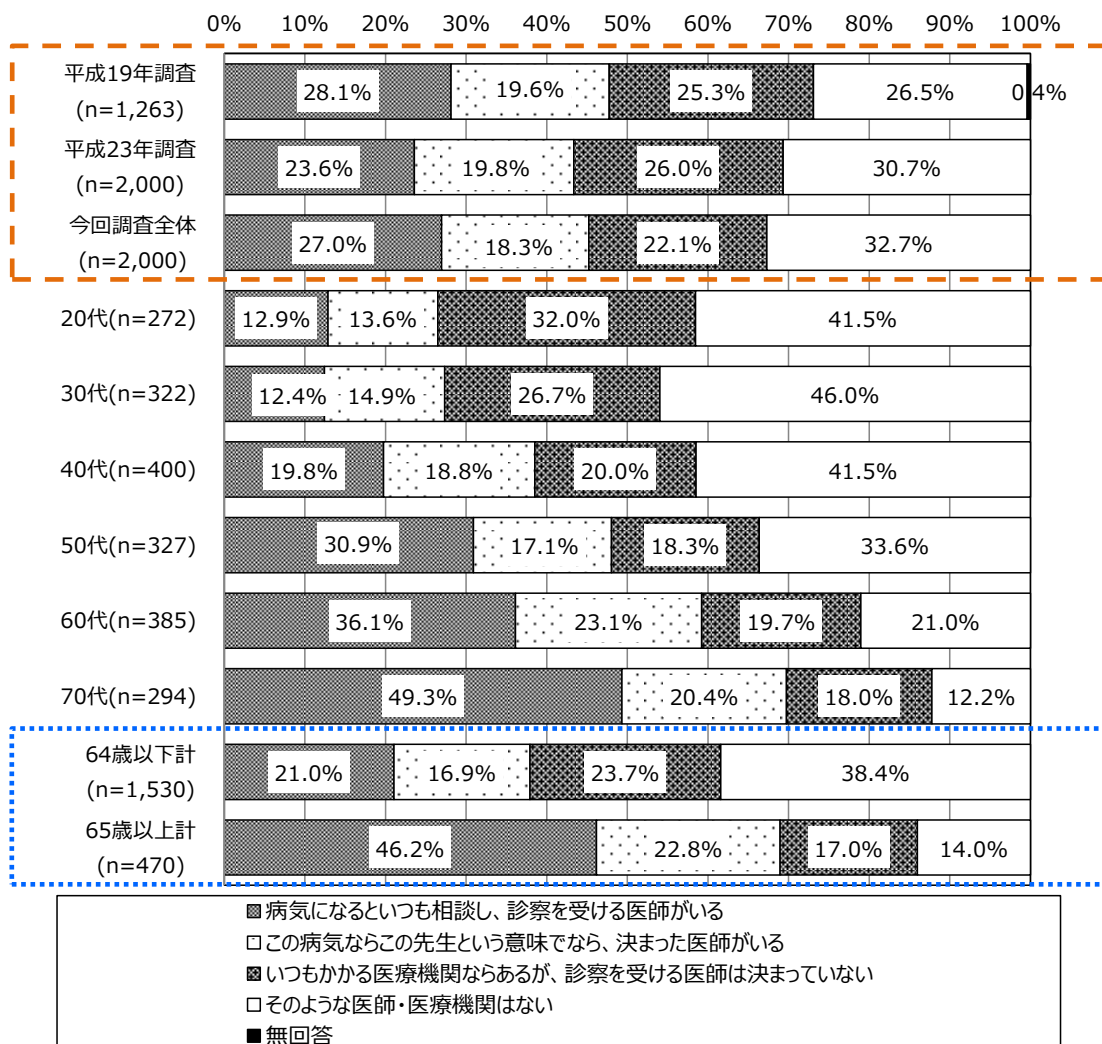 0% 10% 20% 30% 40% 50% 60% 70% 80% 90% 100%
平成19年調査
(n=1,263)
28.1% 19.6% 25.3% 26.5% 0.4%
平成23年調査
(n=2,000)
23.6% 19.8% 26.0% 30.7%
今回調査全体
(n=2,000)
27.0% 18.3% 22.1% 32.7%
20代(n=272) 12.9% 13.6% 32.0% 41.5%
30代(n=322) 12.4% 14.9% 26.7% 46.0%
40代(n=400) 19.8% 18.8% 20.0% 41.5%
50代(n=327) 30.9% 17.1% 18.3% 33.6%
60代(n=385) 36.1% 23.1% 19.7% 21.0%
70代(n=294) 49.3% 20.4% 18.0% 12.2%
64歳以下計
(n=1,530)
21.0% 16.9% 23.7% 38.4%
65歳以上計
(n=470)
46.2% 22.8% 17.0% 14.0%
病気になるといつも相談し、診察を受ける医師がいる
この病気ならこの先生という意味でなら、決まった医師がいる
いつもかかる医療機関ならあるが、診察を受ける医師は決まっていない
そのような医師・医療機関はない
無回答